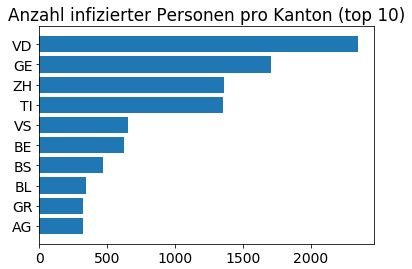 Anzahl infizierter Personen pro Kanton (top 10)
VD
GE
ZH
TI
VS
BE
BS
BL
GR
AG
0 500 1000 1500 2000